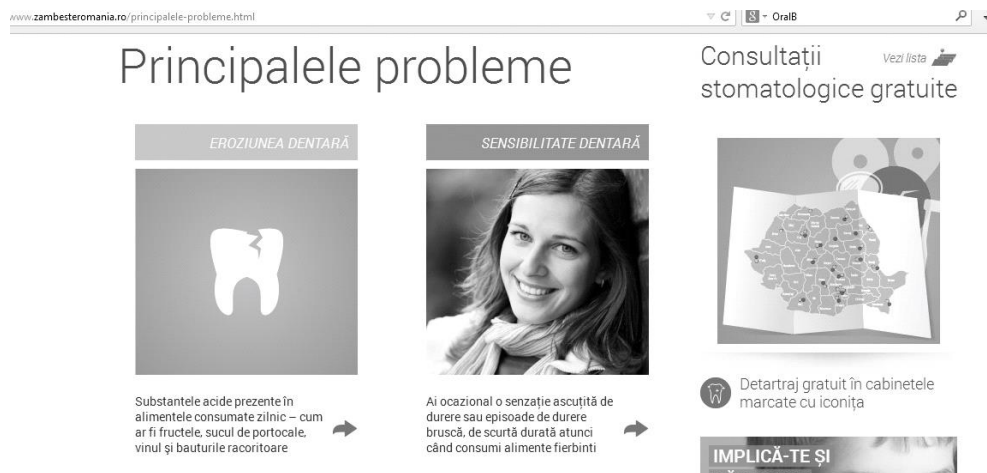 www.zambesteromania.ro/principalele-probleme.html
OralB
Principalele probleme
EROZIUNEA DENTARĂ
Substantele acide prezente în
alimentele consumate zilnic – cum
ar fi fructele, sucul de portocale,
vinul şi bauturile racoritoare
SENSIBILITATE DENTARĂ
Ai ocazional o senzație ascuțită de
durere sau episoade de durere
bruscă, de scurtă durată atunci
când consumi alimente fierbinti
Consultații
stomatologice gratuite
Vezi lista
Detartraj gratuit în cabinetele
marcate cu iconița
IMPLICĂ-TE ȘI